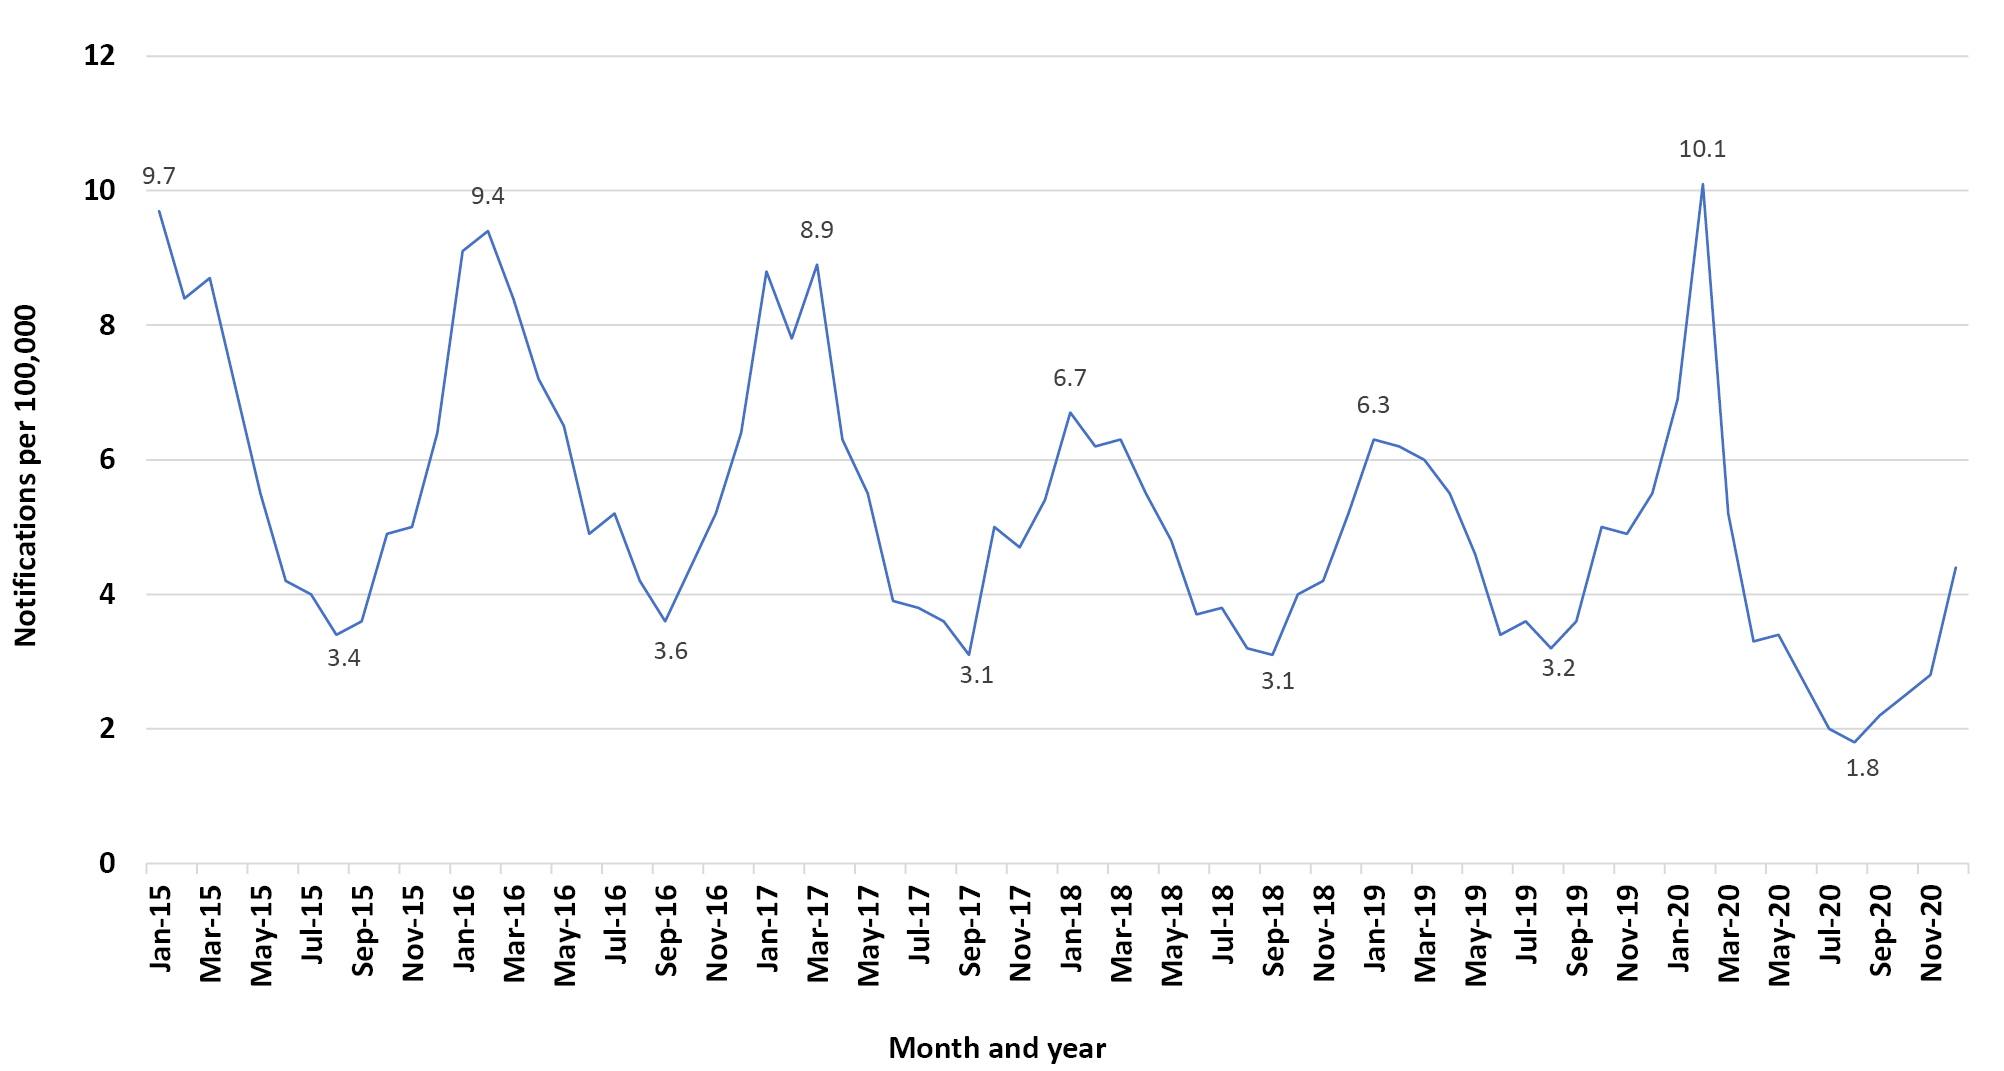 12
10
8
6
4
2
0
Notifications per 100,000
9.7
9.4
8.9
6.7
6.3
10.1
3.4
3.6
3.1
3.1
3.2
1.8
Jan-15
Mar-15
May-15
Jul-15
Sep-15
Nov-15
Jan-16
Mar-16
May-16
Jul-16
Sep-16
Nov-16
Jan-17
Mar-17
May-17
Jul-17
Sep-17
Nov-17
Jan-18
Mar-18
May-18
Jul-18
Sep-18
Nov-18
Jan-19
Mar-19
May-19
Jul-19
Sep-19
Nov-19
Jan-20
Mar-20
May-20
Jul-20
Sep-20
Nov-20
Month and year